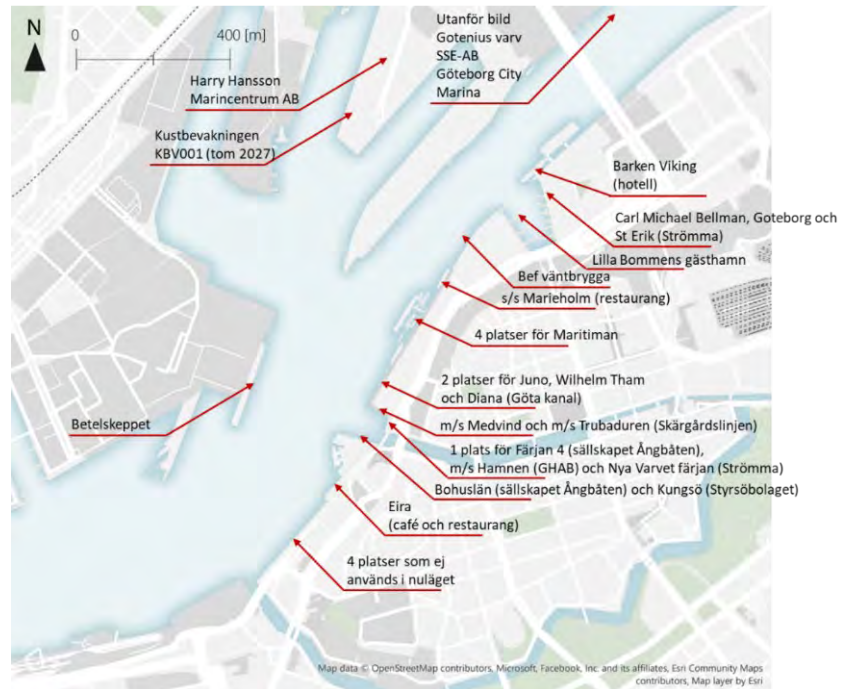 N
0
400 [m]
Utanför bild
Gotenius varv
SSE-AB
Göteborg City
Marina
Harry Hansson
Marincentrum AB
Kustbevakningen
KBV001 (tom 2027)
Barken Viking
(hotell)
Carl Michael Bellman, Goteborg och
St Erik (Strömma)
Lilla Bommens gästhamn
Bef väntbrygga
s/s Marieholm (restaurang)
4 platser för Maritiman
2 platser för Juno, Wilhelm Tham
och Diana (Göta kanal)
Betelskeppet
m/s Medvind och m/s Trubaduren (Skärgårdslinjen)
1 plats för Färjan 4 (sällskapet Ångbåten),
m/s Hamnen (GHAB) och Nya Varvet färjan (Strömma)
Bohuslän (sällskapet Ångbåten) och Kungsö (Styrsöbolaget)
Eira
(café och restaurang)
4 platser som ej
används i nuläget
Map data © OpenStreetMap contributors, Microsoft, Facebook, Inc. and its affiliates, Esri Community Maps
contributors, Map layer by Esri